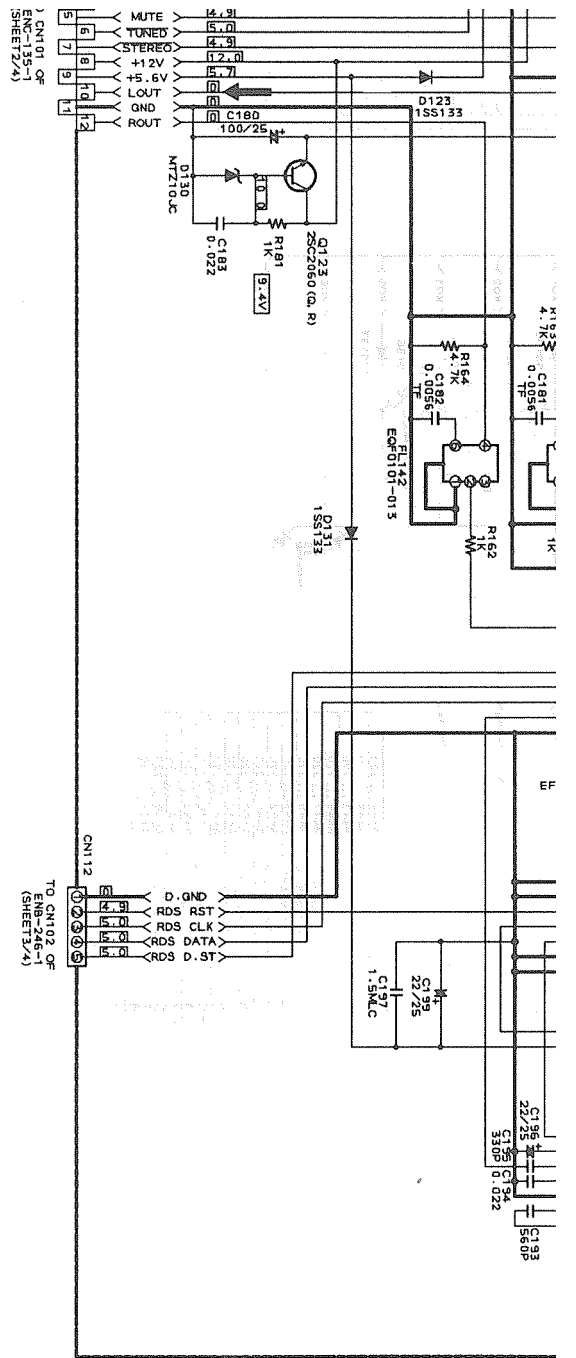 ) CN101 OF
ENC-135-1
(SHEET2/4)
5 MUTE 4.9
6 TUNED 5.0
7 STEREO 4.9
8 +12V 12.0
9 +5.6V 5.7
10 LOUT 0
11 GND 0
12 ROUT 0
D123
1SS133
C180
100/25
+
D130
MTZ10JC
10.0
Q123
2SC2060(Q,R)
R181
1K
C183
0.022
9.4V
R163
4.7K
R164
4.7K
C181
0.0056
TF
C182
0.0056
TF
FL142
EQF0101-013
R162
1K
1K
D131
1SS133
EF
CN112
1 0 D.GND
2 4.9 RDS RST
3 5.0 RDS CLK
4 5.0 RDS DATA
5 5.0 RDS D.ST
TO CN102 OF
ENB-246-1
(SHEET3/4)
C199
22/25
+
C197
1.5MLC
C196
22/25
+
C195
330P
C194
0.022
C193
560P